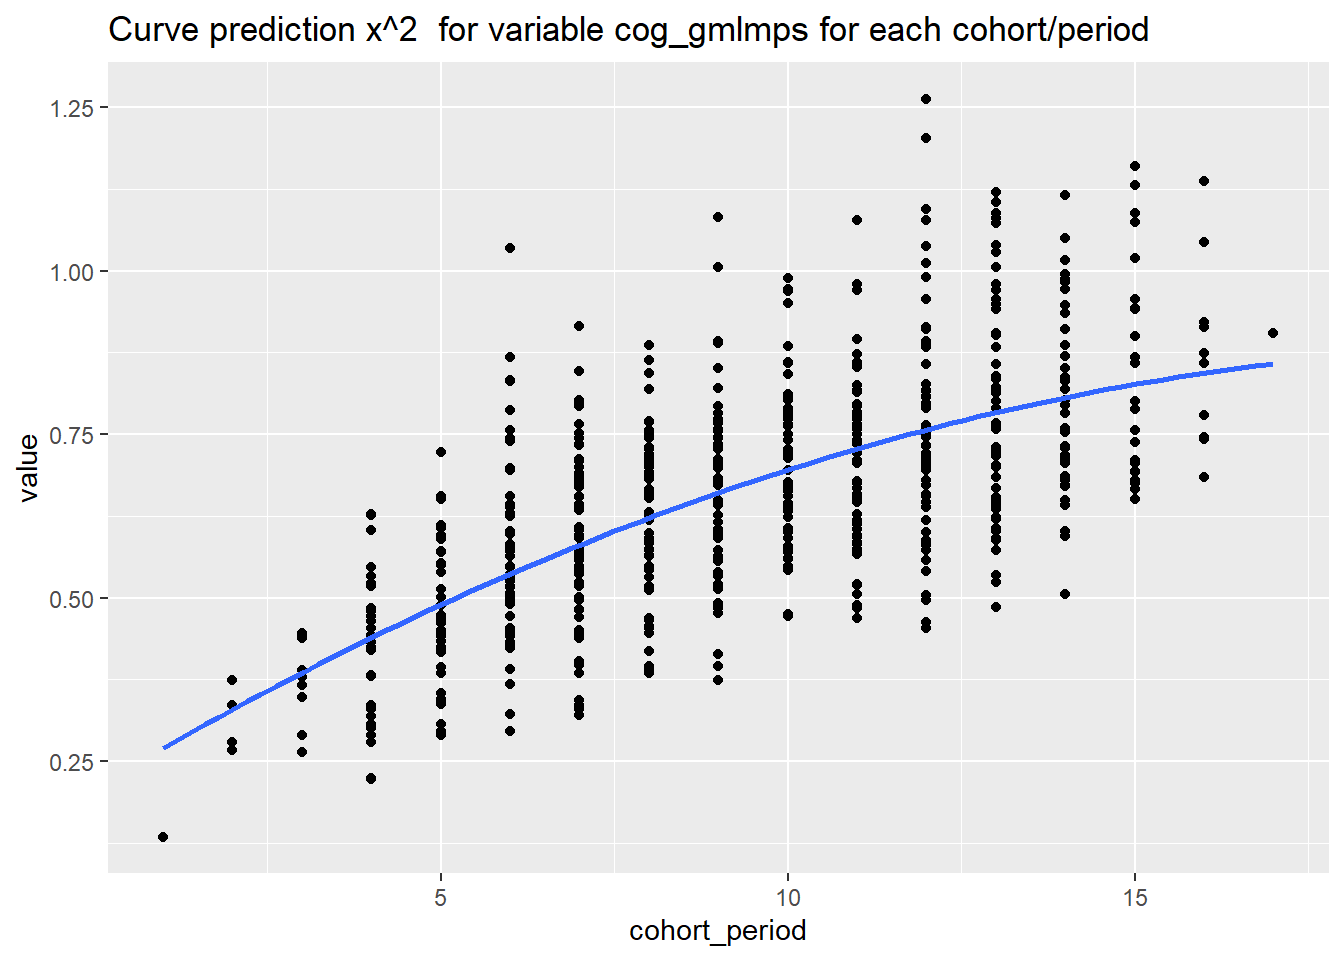 Curve prediction x^2  for variable cog_gmlmps for each cohort/period
1.25
1.00
0.75
0.50
0.25
value
5
10
15
cohort_period